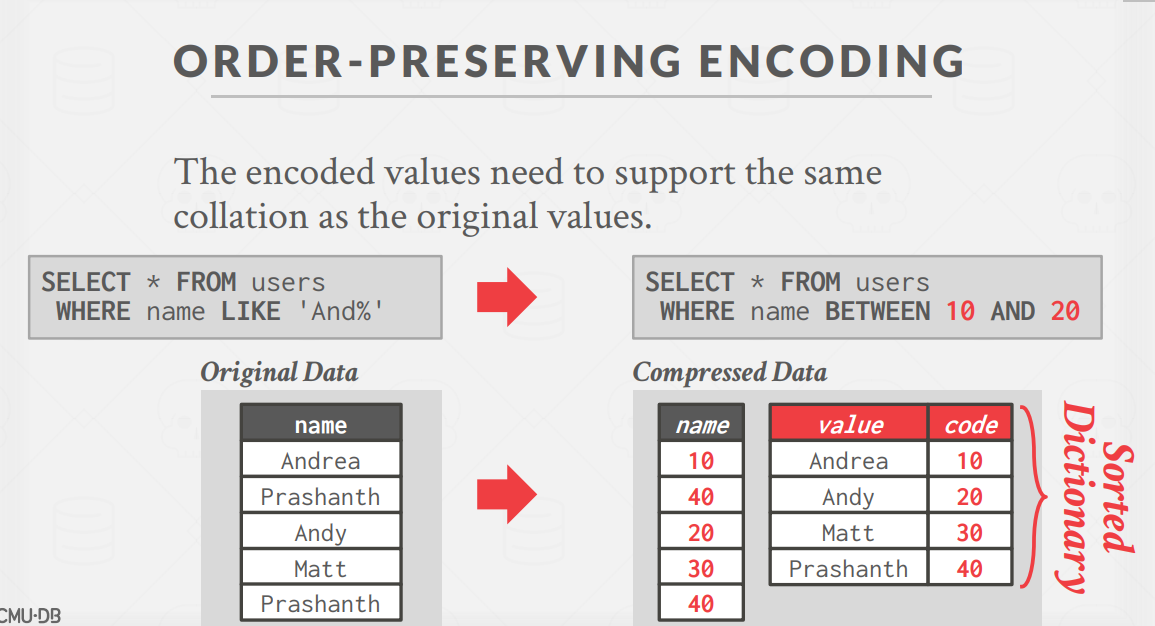 ORDER-PRESERVING ENCODING
The encoded values need to support the same
collation as the original values.
SELECT * FROM users
WHERE name LIKE 'And%'
SELECT * FROM users
WHERE name BETWEEN 10 AND 20
Original Data
name
Andrea
Prashanth
Andy
Matt
Prashanth
Compressed Data
name
10
40
20
30
40
value code
Andrea 10
Andy 20
Matt 30
Prashanth 40
Sorted
Dictionary
CMU·DB